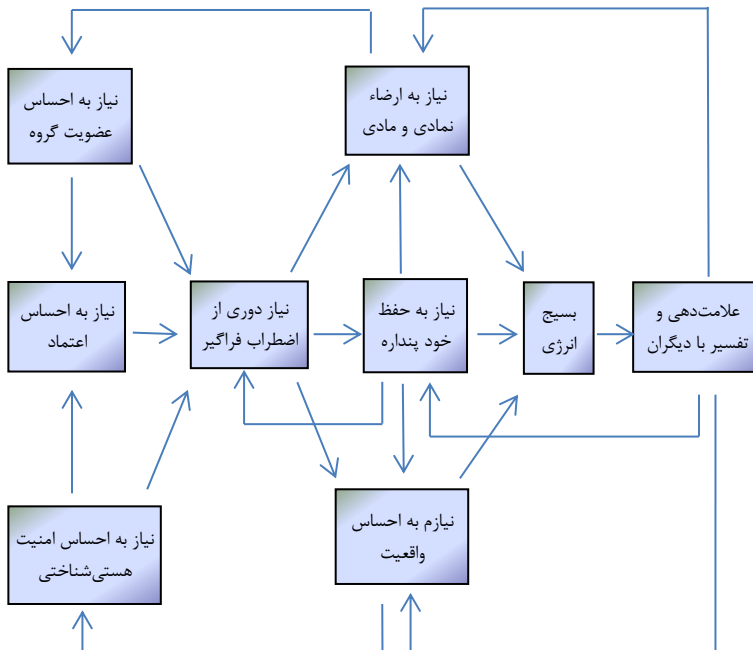 نیاز به ارضاء
نمادی و مادی
نیاز به احساس
عضویت گروه
علامت‌دهی و
تفسیر با دیگران
بسیج
انرژی
نیاز به حفظ
خود پنداره
نیاز دوری از
اضطراب فراگیر
نیاز به احساس
اعتماد
نیازم به احساس
واقعیت
نیاز به احساس امنیت
هستی‌شناختی